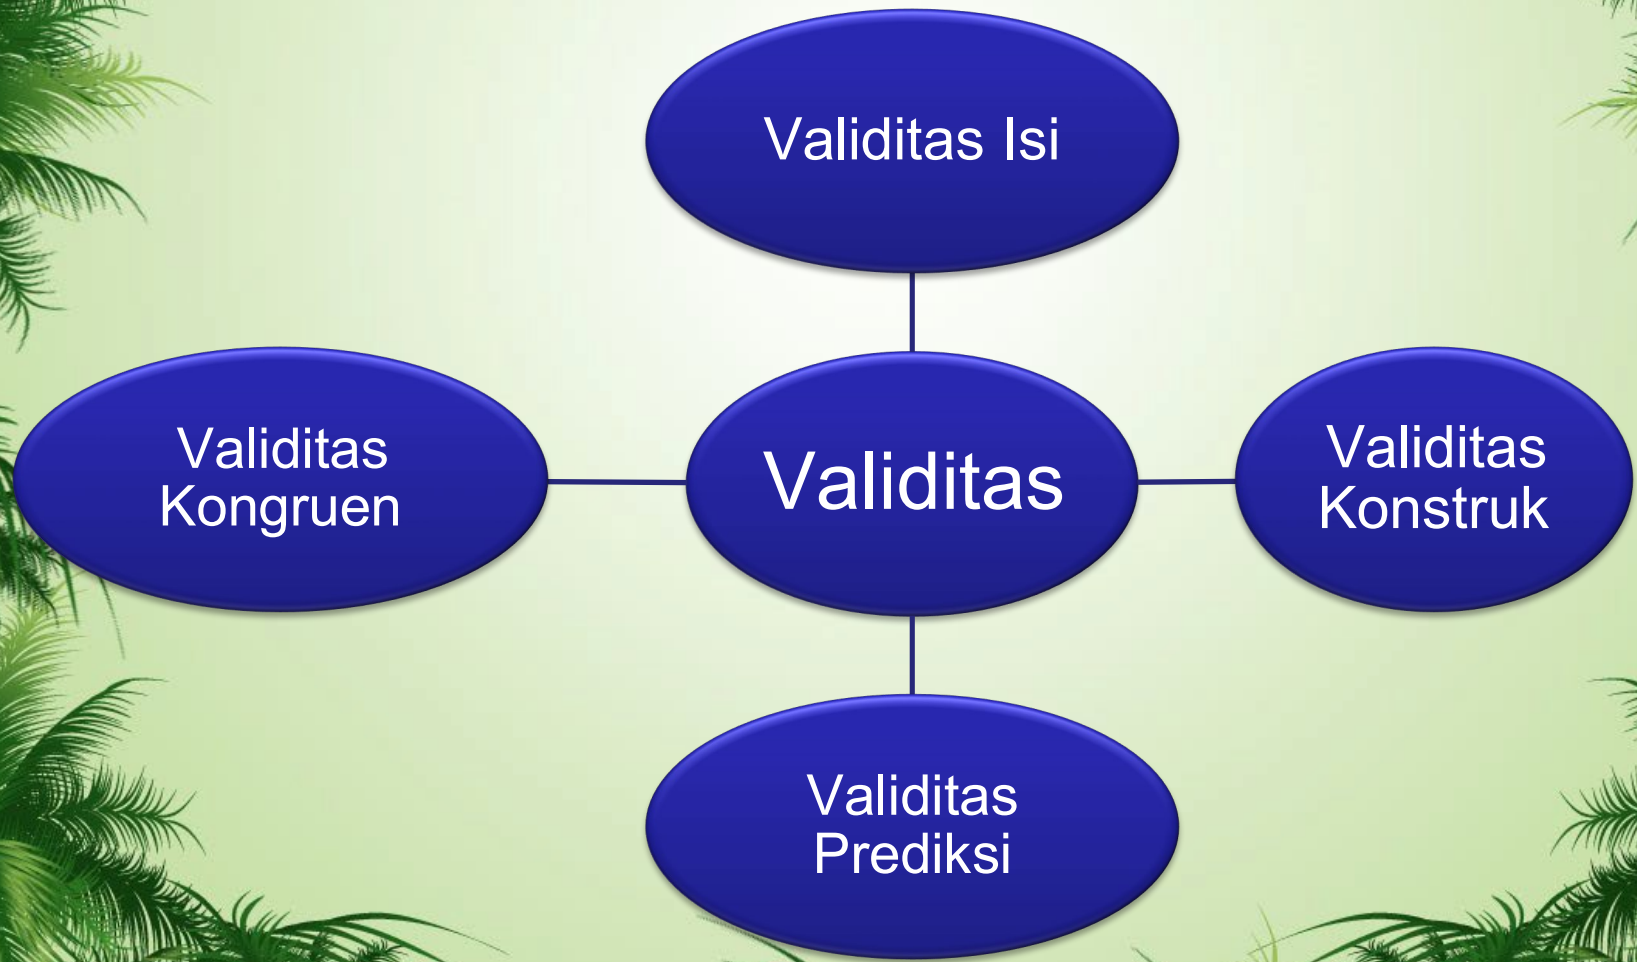 Validitas Isi
Validitas
Kongruen
Validitas
Validitas
Konstruk
Validitas
Prediksi